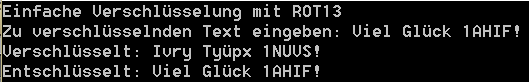 Einfache Verschlüsselung mit ROT13
Zu verschlüsselnden Text eingeben: Viel Glück 1AHIF!
Verschlüsselt: Ivry Tyüpx 1NUVS!
Entschlüsselt: Viel Glück 1AHIF!